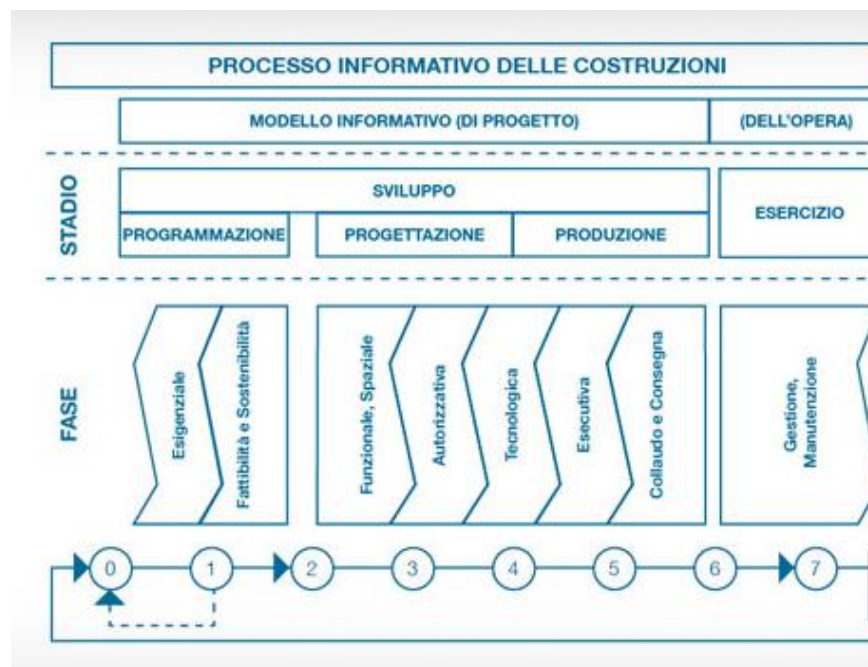 PROCESSO INFORMATIVO DELLE COSTRUZIONI
MODELLO INFORMATIVO (DI PROGETTO)
(DELL'OPERA)
STADIO
SVILUPPO
ESERCIZIO
PROGRAMMAZIONE
PROGETTAZIONE
PRODUZIONE
FASE
Esigenziale
Fattibilità e Sostenibilità
Funzionale, Spaziale
Autorizzativa
Tecnologica
Esecutiva
Collaudo e Consegna
Gestione,
Manutenzione
0
1
2
3
4
5
6
7